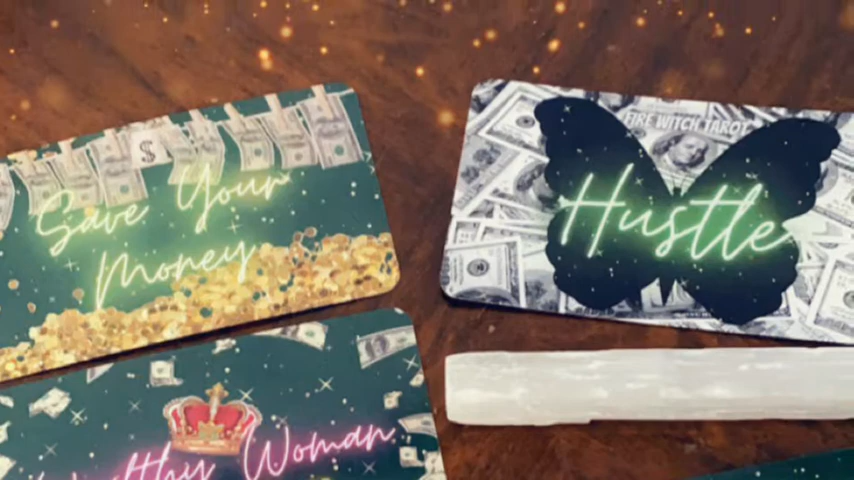 Save Your
Money
FIRE WITCH TAROT
Hustle
Woman